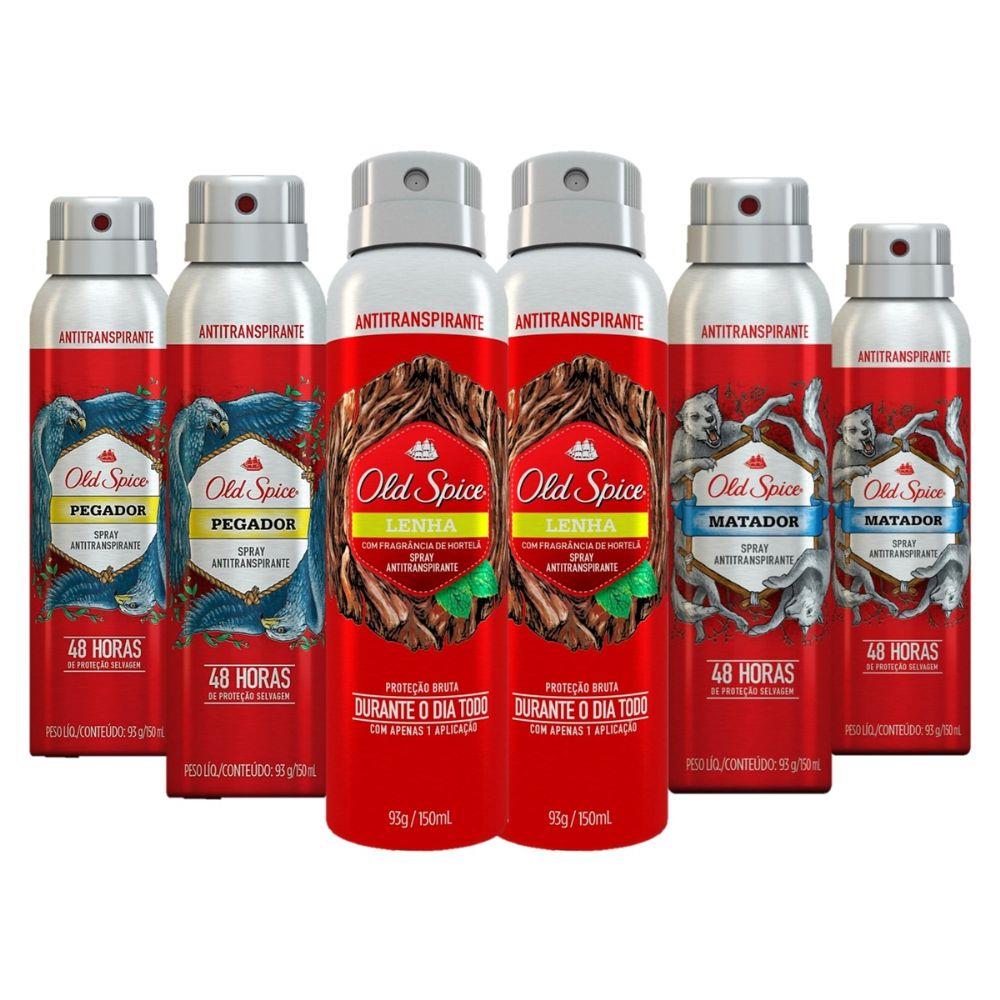 ANTITRANSPIRANTE
Old Spice
PEGADOR
SPRAY
ANTITRANSPIRANTE
48 HORAS
DE PROTEÇÃO SELVAGEM
PESO LÍQ./CONTEÚDO: 93 g/150 mL
ANTITRANSPIRANTE
Old Spice
PEGADOR
SPRAY
ANTITRANSPIRANTE
48 HORAS
DE PROTEÇÃO SELVAGEM
PESO LÍQ./CONTEÚDO: 93 g/150 mL
ANTITRANSPIRANTE
Old Spice
LENHA
COM FRAGRÂNCIA DE HORTELÃ
SPRAY
ANTITRANSPIRANTE
PROTEÇÃO BRUTA
DURANTE O DIA TODO
COM APENAS 1 APLICAÇÃO
93g/150mL
ANTITRANSPIRANTE
Old Spice
LENHA
COM FRAGRÂNCIA DE HORTELÃ
SPRAY
ANTITRANSPIRANTE
PROTEÇÃO BRUTA
DURANTE O DIA TODO
COM APENAS 1 APLICAÇÃO
93g/150mL
ANTITRANSPIRANTE
Old Spice
MATADOR
SPRAY
ANTITRANSPIRANTE
48 HORAS
DE PROTEÇÃO SELVAGEM
PESO LÍQ./CONTEÚDO: 93 g/150 mL
ANTITRANSPIRANTE
Old Spice
MATADOR
SPRAY
ANTITRANSPIRANTE
48 HORAS
DE PROTEÇÃO SELVAGEM
PESO LÍQ./CONTEÚDO: 93 g/150 mL